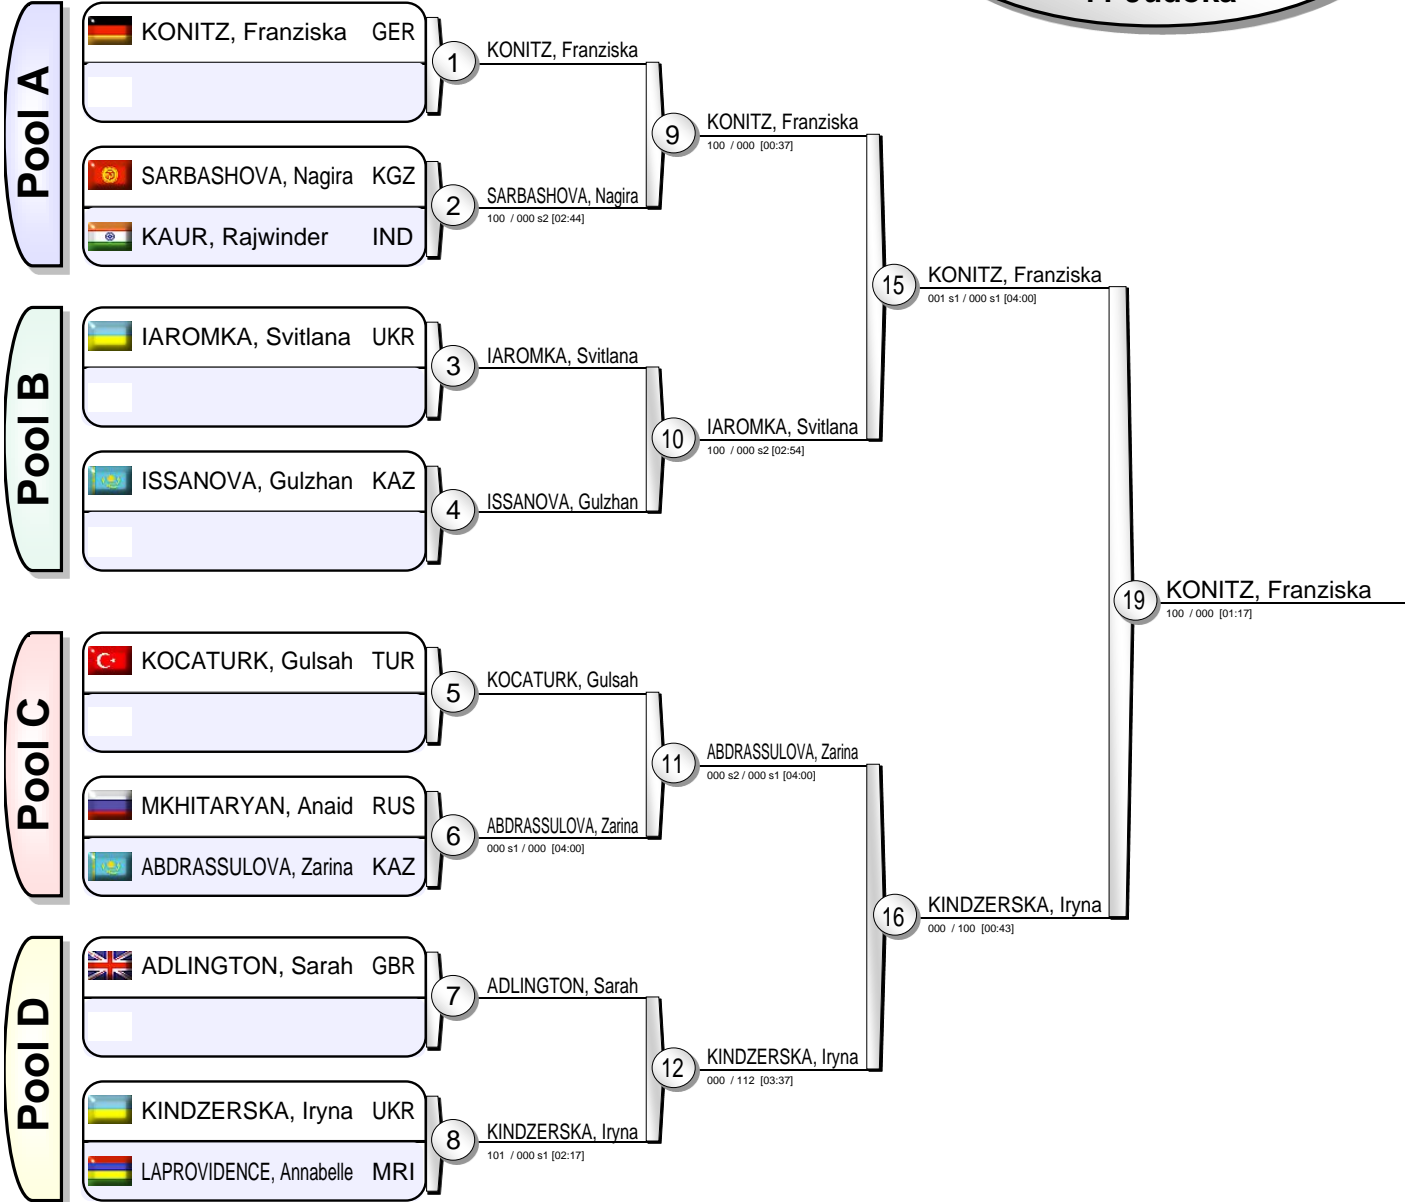 Pool A
KONITZ, Franziska GER
SARBASHOVA, Nagira KGZ
KAUR, Rajwinder IND
Pool B
IAROMKA, Svitlana UKR
ISSANOVA, Gulzhan KAZ
Pool C
KOCATURK, Gulsah TUR
MKHITARYAN, Anaid RUS
ABDRASSULOVA, Zarina KAZ
Pool D
ADLINGTON, Sarah GBR
KINDZERSKA, Iryna UKR
LAPROVIDENCE, Annabelle MRI
1
KONITZ, Franziska
2
SARBASHOVA, Nagira
100 / 000 s2 [02:44]
3
IAROMKA, Svitlana
4
ISSANOVA, Gulzhan
5
KOCATURK, Gulsah
6
ABDRASSULOVA, Zarina
000 s1 / 000 [04:00]
7
ADLINGTON, Sarah
8
KINDZERSKA, Iryna
101 / 000 s1 [02:17]
9
KONITZ, Franziska
100 / 000 [00:37]
10
IAROMKA, Svitlana
100 / 000 s2 [02:54]
11
ABDRASSULOVA, Zarina
000 s2 / 000 s1 [04:00]
12
KINDZERSKA, Iryna
000 / 112 [03:37]
15
KONITZ, Franziska
001 s1 / 000 s1 [04:00]
16
KINDZERSKA, Iryna
000 / 100 [00:43]
19
KONITZ, Franziska
100 / 000 [01:17]